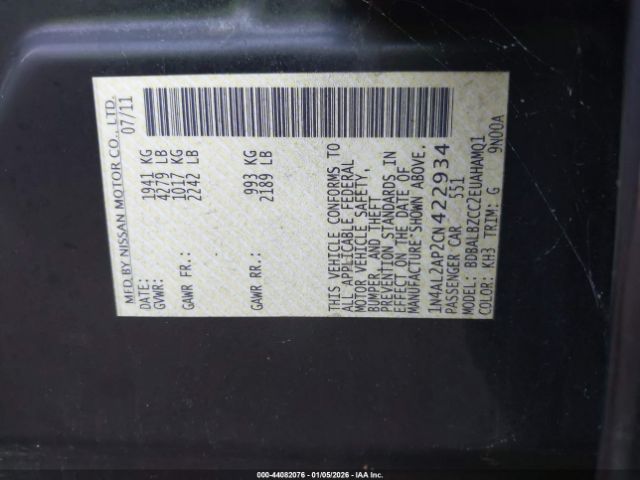 MFD BY NISSAN MOTOR CO., LTD.
DATE: 07/11
GVWR: 1941 KG
4279 LB
GAWR FR: 1017 KG
2242 LB
GAWR RR: 993 KG
2189 LB
THIS VEHICLE CONFORMS TO
ALL APPLICABLE FEDERAL
MOTOR VEHICLE SAFETY,
BUMPER, AND THEFT
PREVENTION STANDARDS IN
EFFECT ON THE DATE OF
MANUFACTURE SHOWN ABOVE.
1N4AL2AP2CN422934
PASSENGER CAR 551
MODEL: BDBALBZCC2EUAHAMQ1
COLOR: KH3 TRIM: G 9N00A
000-44082076 - 01/05/2026 - IAA Inc.